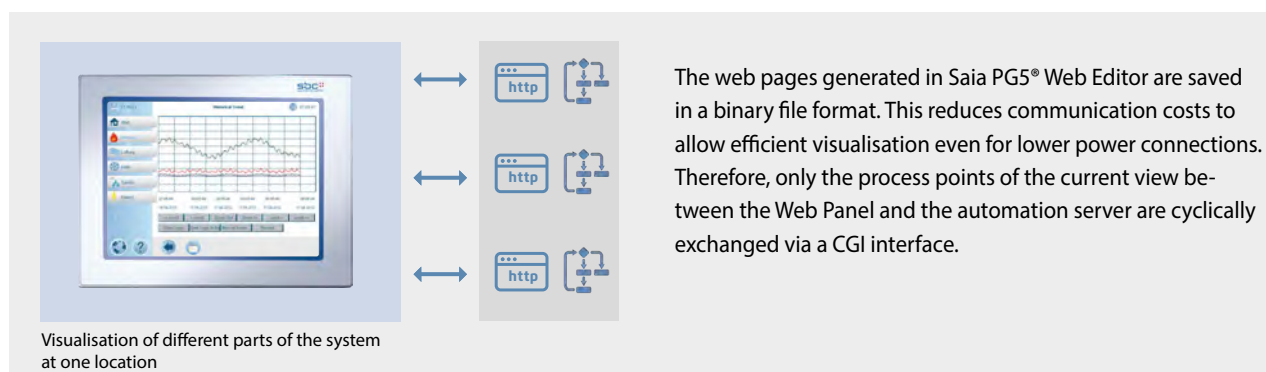 sbc
Historical Trend
http
http
http
Visualisation of different parts of the system
at one location
The web pages generated in Saia PG5® Web Editor are saved
in a binary file format. This reduces communication costs to
allow efficient visualisation even for lower power connections.
Therefore, only the process points of the current view be-
tween the Web Panel and the automation server are cyclically
exchanged via a CGI interface.